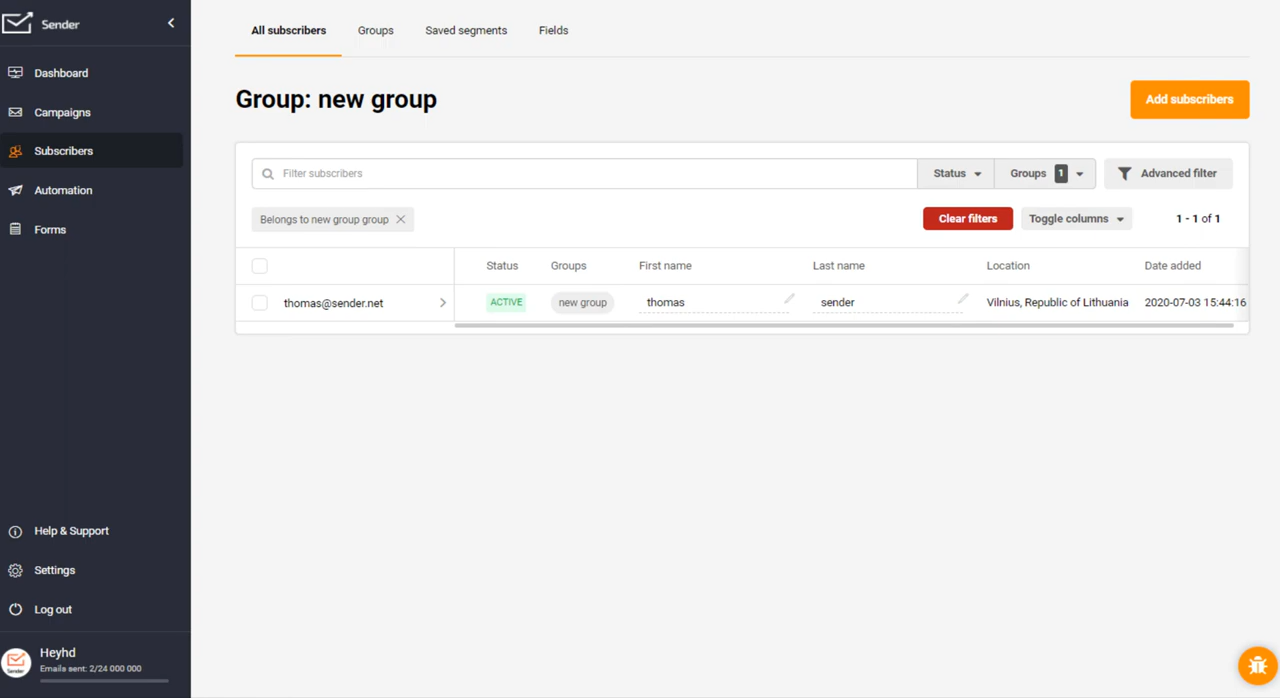 Sender
Dashboard
Campaigns
Subscribers
Automation
Forms
Help & Support
Settings
Log out
Sender
Heyhd
Emails sent: 2/24 000 000
All subscribers Groups Saved segments Fields
Group: new group
Add subscribers
Filter subscribers Status Groups 1 Advanced filter
Belongs to new group group Clear filters Toggle columns 1 - 1 of 1
Status Groups First name Last name Location Date added
thomas@sender.net ACTIVE new group thomas sender Vilnius, Republic of Lithuania 2020-07-03 15:44:16